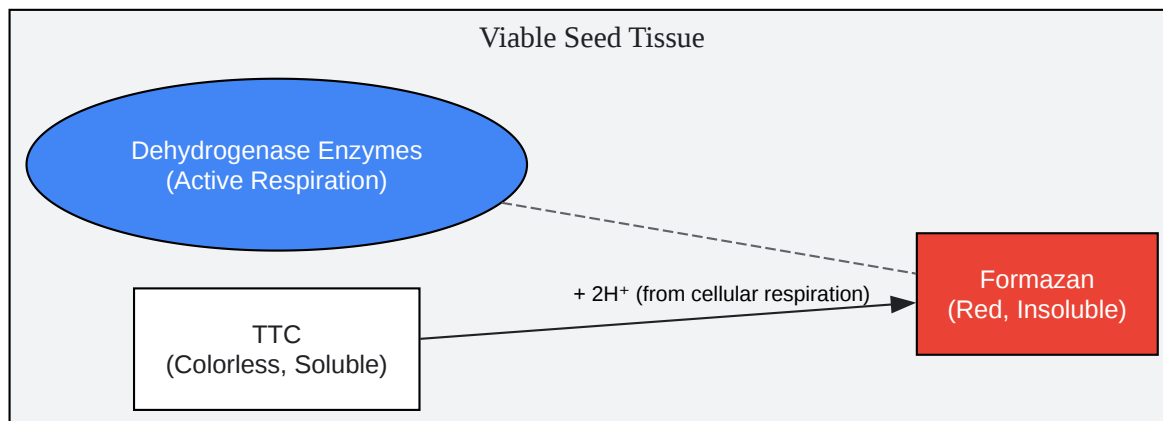 Viable Seed Tissue
Dehydrogenase Enzymes
(Active Respiration)
+ 2H⁺ (from cellular respiration)
Formazan
(Red, Insoluble)
TTC
(Colorless, Soluble)